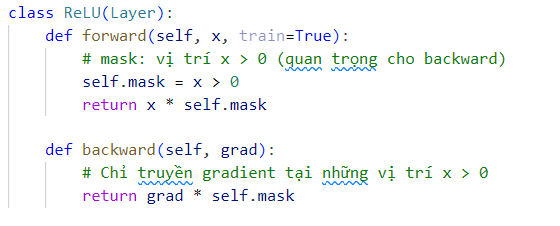 class ReLU(Layer):
    def forward(self, x, train=True):
        # mask: vị trí x > 0 (quan trọng cho backward)
        self.mask = x > 0
        return x * self.mask

    def backward(self, grad):
        # Chỉ truyền gradient tại những vị trí x > 0
        return grad * self.mask